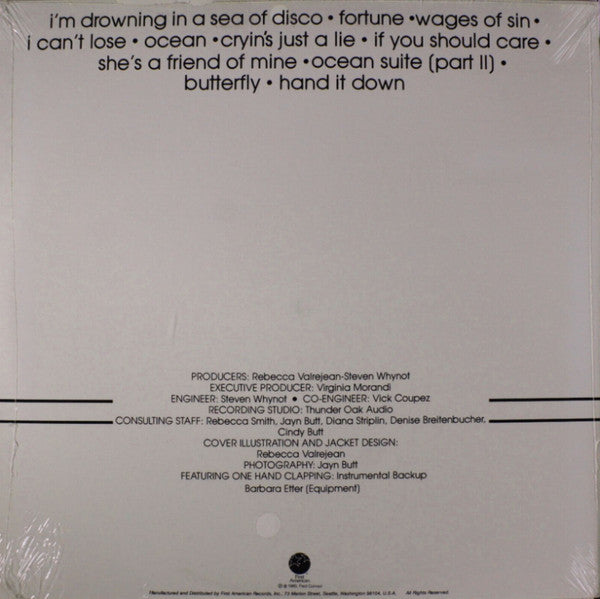 i'm drowning in a sea of disco • fortune •wages of sin•
i can't lose • ocean •cryin's just a lie • if you should care •
she's a friend of mine •ocean suite (part II) •
butterfly • hand it down
PRODUCERS: Rebecca Valrejean-Steven Whynot
EXECUTIVE PRODUCER: Virginia Morandi
ENGINEER: Steven Whynot • CO-ENGINEER: Vick Coupez
RECORDING STUDIO: Thunder Oak Audio
CONSULTING STAFF: Rebecca Smith, Jayn Butt, Diana Striplin, Denise Breitenbucher,
Cindy Butt
COVER ILLUSTRATION AND JACKET DESIGN:
Rebecca Valrejean
PHOTOGRAPHY: Jayn Butt
FEATURING ONE HAND CLAPPING: Instrumental Backup
Barbara Etter (Equipment)
First
American
1980,
Manufactured and Distributed by First American Records, Inc., 73 Marion Street, Seattle, Washington 98104, U.S.A. All Rights Reserved.